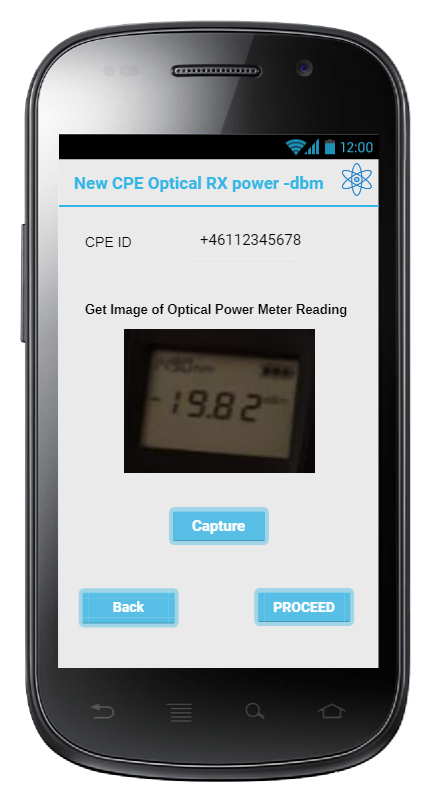 12:00
New CPE Optical RX power -dbm
CPE ID +46112345678
Get Image of Optical Power Meter Reading
1490nm
-19.82 dBm
Capture
Back PROCEED